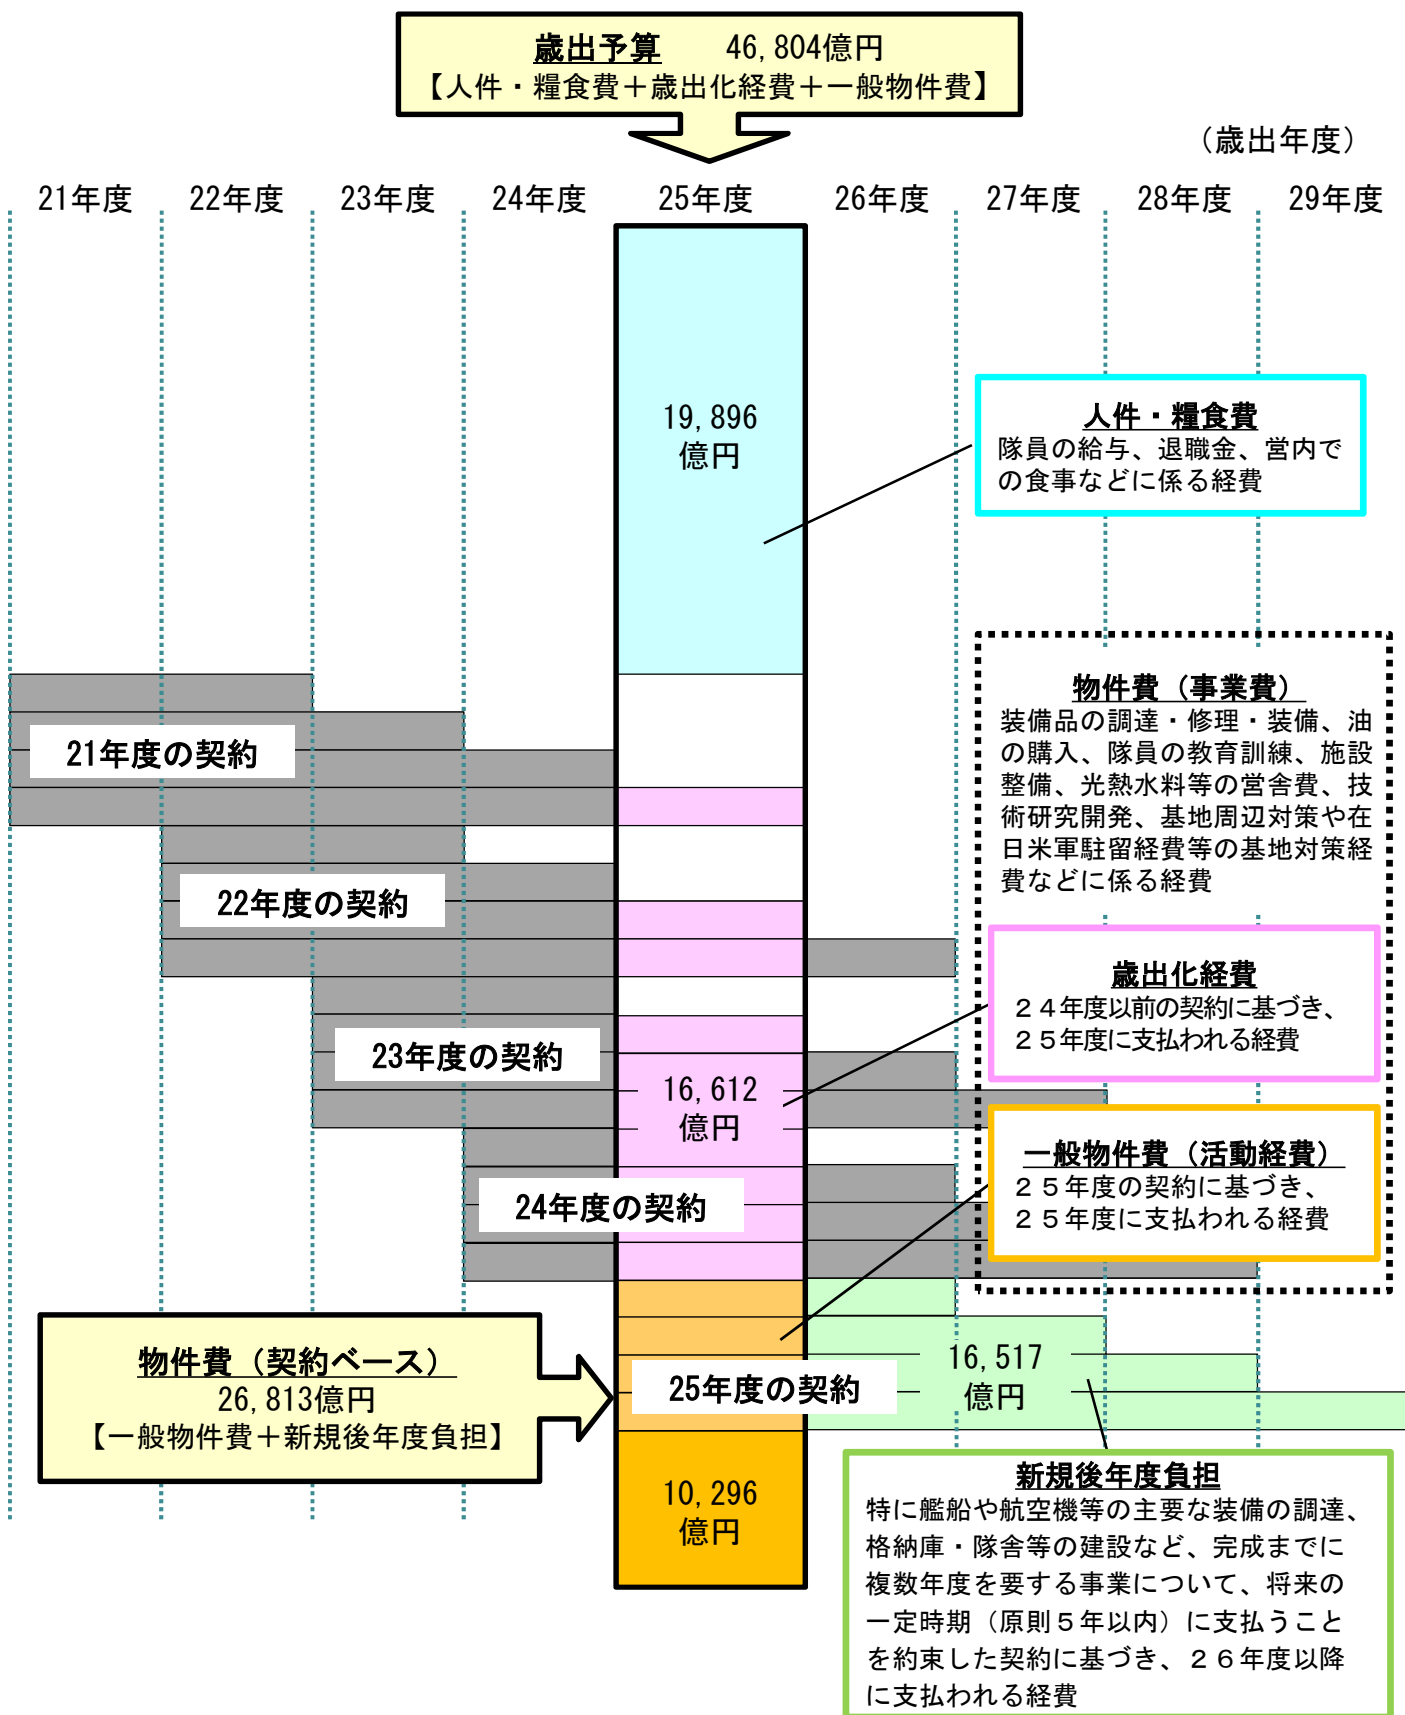 歳出予算　　46,804億円
【人件・糧食費＋歳出化経費＋一般物件費】
（歳出年度）
21年度　22年度　23年度　24年度　25年度　26年度　27年度　28年度　29年度
19,896
億円
人件・糧食費
隊員の給与、退職金、営内で
の食事などに係る経費
物件費（事業費）
装備品の調達・修理・装備、油
の購入、隊員の教育訓練、施設
整備、光熱水料等の営舎費、技
術研究開発、基地周辺対策や在
日米軍駐留経費等の基地対策経
費などに係る経費
21年度の契約
22年度の契約
歳出化経費
２４年度以前の契約に基づき、
２５年度に支払われる経費
23年度の契約
16,612
億円
一般物件費（活動経費）
２５年度の契約に基づき、
２５年度に支払われる経費
24年度の契約
物件費（契約ベース）
26,813億円
【一般物件費＋新規後年度負担】
25年度の契約
16,517
億円
10,296
億円
新規後年度負担
特に艦船や航空機等の主要な装備の調達、
格納庫・隊舎等の建設など、完成までに
複数年度を要する事業について、将来の
一定時期（原則５年以内）に支払うこと
を約束した契約に基づき、２６年度以降
に支払われる経費